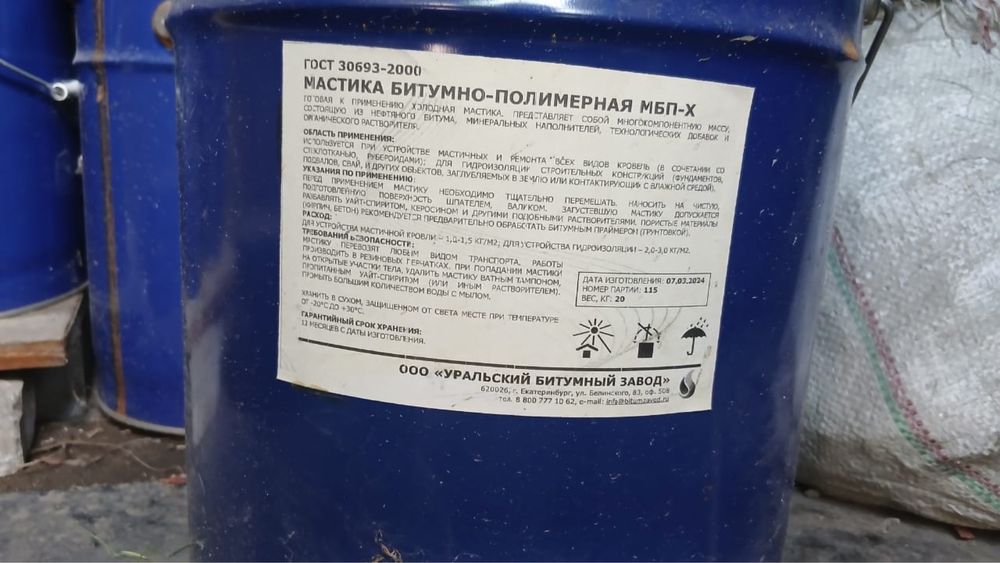 ГОСТ 30693-2000
МАСТИКА БИТУМНО-ПОЛИМЕРНАЯ МБП-Х
ГОТОВАЯ К ПРИМЕНЕНИЮ ХОЛОДНАЯ МАСТИКА, ПРЕДСТАВЛЯЕТ СОБОЙ МНОГОКОМПОНЕНТНУЮ МАССУ,
СОСТОЯЩУЮ ИЗ НЕФТЯНОГО БИТУМА, МИНЕРАЛЬНЫХ НАПОЛНИТЕЛЕЙ, ТЕХНОЛОГИЧЕСКИХ ДОБАВОК И
ОРГАНИЧЕСКОГО РАСТВОРИТЕЛЯ.
ОБЛАСТЬ ПРИМЕНЕНИЯ:
ИСПОЛЬЗУЕТСЯ ПРИ УСТРОЙСТВЕ МАСТИЧНЫХ И РЕМОНТА ВСЕХ ВИДОВ КРОВЕЛЬ (В СОЧЕТАНИИ СО
СТЕКЛОТКАНЬЮ, РУБЕРОИДАМИ); ДЛЯ ГИДРОИЗОЛЯЦИИ СТРОИТЕЛЬНЫХ КОНСТРУКЦИЙ (ФУНДАМЕНТОВ,
ПОДВАЛОВ, СВАЙ, И ДРУГИХ ОБЪЕКТОВ, ЗАГЛУБЛЯЕМЫХ В ЗЕМЛЮ ИЛИ КОНТАКТИРУЮЩИХ С ВЛАЖНОЙ СРЕДОЙ).
УКАЗАНИЯ ПО ПРИМЕНЕНИЮ:
ПЕРЕД ПРИМЕНЕНИЕМ МАСТИКУ НЕОБХОДИМО ТЩАТЕЛЬНО ПЕРЕМЕШАТЬ. НАНОСИТЬ НА ЧИСТУЮ,
ПОДГОТОВЛЕННУЮ ПОВЕРХНОСТЬ ШПАТЕЛЕМ, ВАЛИКОМ. ЗАГУСТЕВШУЮ МАСТИКУ ДОПУСКАЕТСЯ
РАЗБАВЛЯТЬ УАЙТ-СПИРИТОМ, КЕРОСИНОМ И ДРУГИМИ ПОДОБНЫМИ РАСТВОРИТЕЛЯМИ. ПОРИСТЫЕ МАТЕРИАЛЫ
(КИРПИЧ, БЕТОН) РЕКОМЕНДУЕТСЯ ПРЕДВАРИТЕЛЬНО ОБРАБОТАТЬ БИТУМНЫМ ПРАЙМЕРОМ (ГРУНТОВКОЙ).
РАСХОД:
ДЛЯ УСТРОЙСТВА МАСТИЧНОЙ КРОВЛИ – 1,0-1,5 КГ/М2; ДЛЯ УСТРОЙСТВА ГИДРОИЗОЛЯЦИИ – 2,0-3,0 КГ/М2.
ТРЕБОВАНИЯ БЕЗОПАСНОСТИ:
МАСТИКУ ПЕРЕВОЗЯТ ЛЮБЫМ ВИДОМ ТРАНСПОРТА. РАБОТЫ
ПРОИЗВОДИТЬ В РЕЗИНОВЫХ ПЕРЧАТКАХ. ПРИ ПОПАДАНИИ МАСТИКИ
НА ОТКРЫТЫЕ УЧАСТКИ ТЕЛА, УДАЛИТЬ МАСТИКУ ВАТНЫМ ТАМПОНОМ,
ПРОПИТАННЫМ УАЙТ-СПИРИТОМ (ИЛИ ИНЫМ РАСТВОРИТЕЛЕМ),
ПРОМЫТЬ БОЛЬШИМ КОЛИЧЕСТВОМ ВОДЫ С МЫЛОМ.
ДАТА ИЗГОТОВЛЕНИЯ: 07.03.2024
НОМЕР ПАРТИИ: 115
ВЕС, КГ: 20
ХРАНИТЬ В СУХОМ, ЗАЩИЩЕННОМ ОТ СВЕТА МЕСТЕ ПРИ ТЕМПЕРАТУРЕ
ОТ -20°С ДО +30°С.
ГАРАНТИЙНЫЙ СРОК ХРАНЕНИЯ:
12 МЕСЯЦЕВ С ДАТЫ ИЗГОТОВЛЕНИЯ.
ООО «УРАЛЬСКИЙ БИТУМНЫЙ ЗАВОД»
620026, г. Екатеринбург, ул. Белинского, 83, оф. 508
тел. 8 800 777 10 62, e-mail: info@bitumzavod.ru